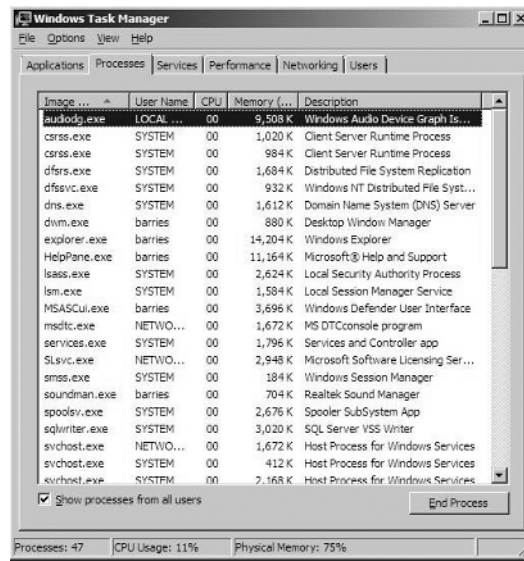 Windows Task Manager
File Options View Help
Applications Processes Services Performance Networking Users
Image ... User Name CPU Memory (... Description
audiodg.exe LOCAL ... 00 9,508 K Windows Audio Device Graph Is...
csrss.exe SYSTEM 00 1,020 K Client Server Runtime Process
csrss.exe SYSTEM 00 984 K Client Server Runtime Process
dfsrs.exe SYSTEM 00 1,684 K Distributed File System Replication
dfssvc.exe SYSTEM 00 932 K Windows NT Distributed File Syst...
dns.exe SYSTEM 00 1,612 K Domain Name System (DNS) Server
dwm.exe barries 00 880 K Desktop Window Manager
explorer.exe barries 00 14,204 K Windows Explorer
HelpPane.exe barries 00 11,164 K Microsoft® Help and Support
lsass.exe SYSTEM 00 2,624 K Local Security Authority Process
lsm.exe SYSTEM 00 1,584 K Local Session Manager Service
MSASCui.exe barries 00 3,696 K Windows Defender User Interface
msdtc.exe NETWO... 00 1,672 K MS DTCconsole program
services.exe SYSTEM 00 1,796 K Services and Controller app
SLsvc.exe NETWO... 00 2,948 K Microsoft Software Licensing Ser...
smss.exe SYSTEM 00 184 K Windows Session Manager
soundman.exe barries 00 704 K Realtek Sound Manager
spoolsv.exe SYSTEM 00 2,676 K Spooler SubSystem App
sqlwriter.exe SYSTEM 00 3,020 K SQL Server VSS Writer
svchost.exe NETWO... 00 1,672 K Host Process for Windows Services
svchost.exe SYSTEM 00 412 K Host Process for Windows Services
svchost.exe SYSTEM 00 2,168 K Host Process for Windows Services
Show processes from all users
End Process
Processes: 47 CPU Usage: 11% Physical Memory: 75%